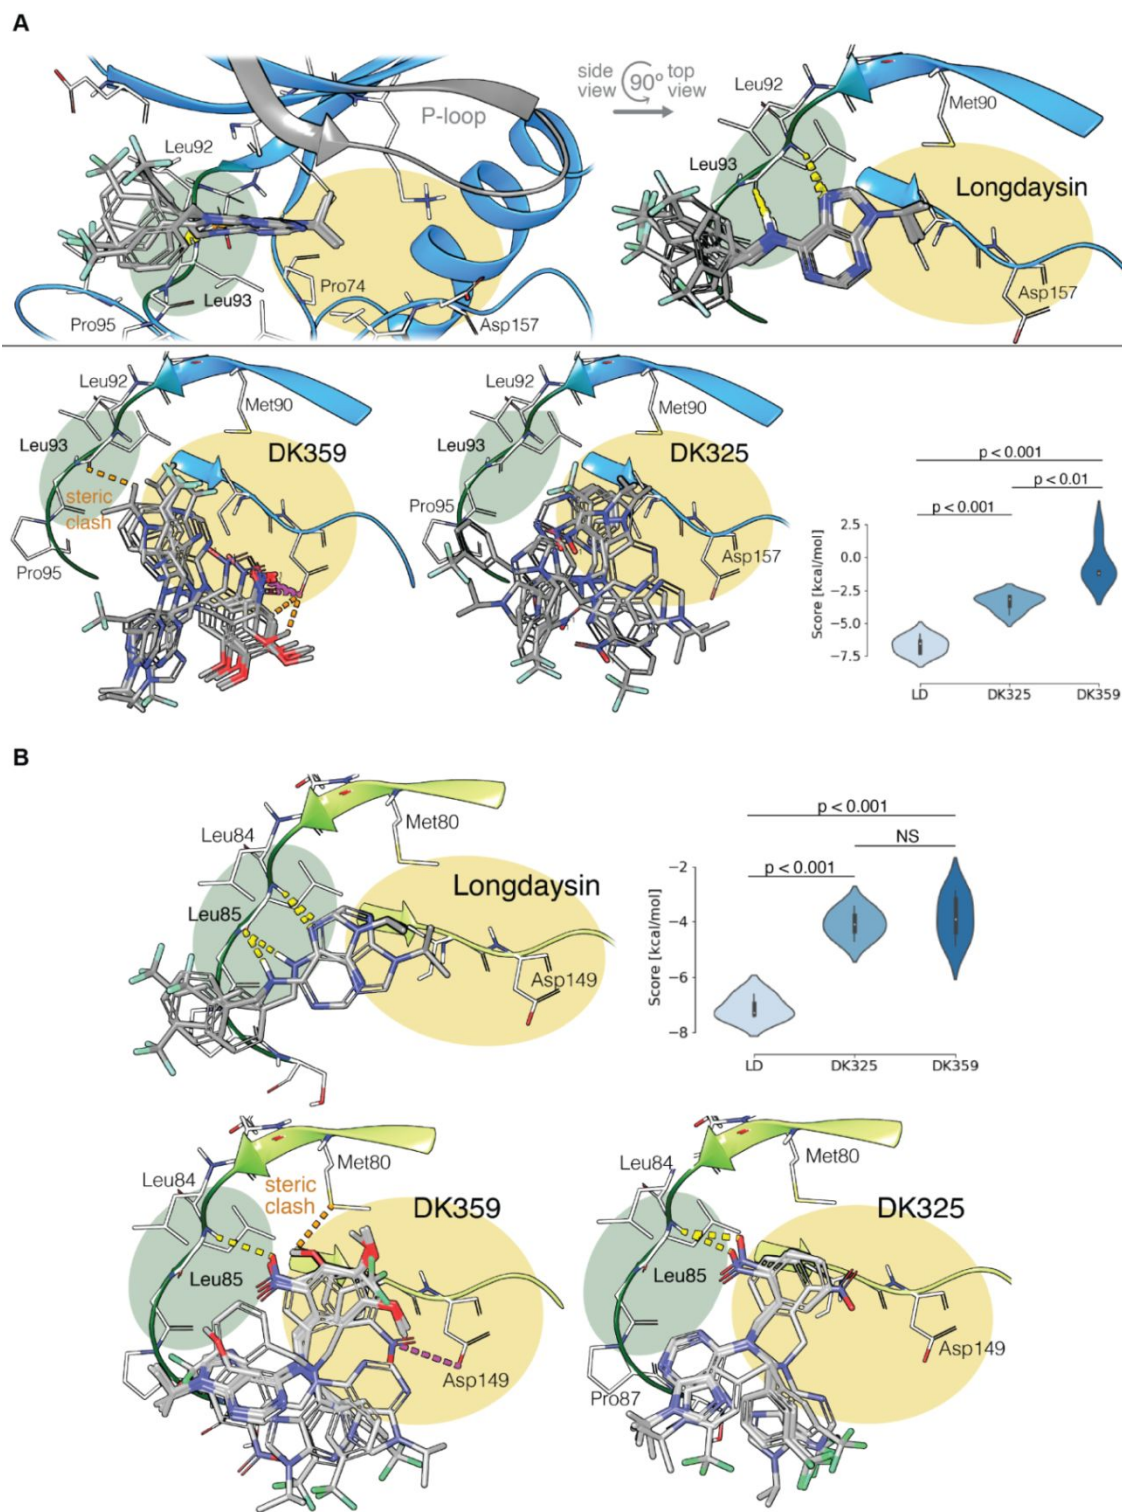 A
side view 90° top view
P-loop
Leu92
Leu93
Pro74
Pro95
Asp157
Leu92
Met90
Leu93
Longdaysin
Asp157
Leu92
Met90
Leu93
DK359
steric
clash
Pro95
Leu92
Met90
Leu93
DK325
Pro95
Asp157
p < 0.001
p < 0.01
p < 0.001
Score [kcal/mol]
2.5
0.0
−2.5
−5.0
−7.5
LD DK325 DK359
B
Leu84
Met80
Longdaysin
Leu85
Asp149
p < 0.001
NS
p < 0.001
Score [kcal/mol]
−2
−4
−6
−8
LD DK325 DK359
Leu84
Met80
steric
clash
DK359
Leu85
Asp149
Leu84
Met80
DK325
Leu85
Asp149
Pro87